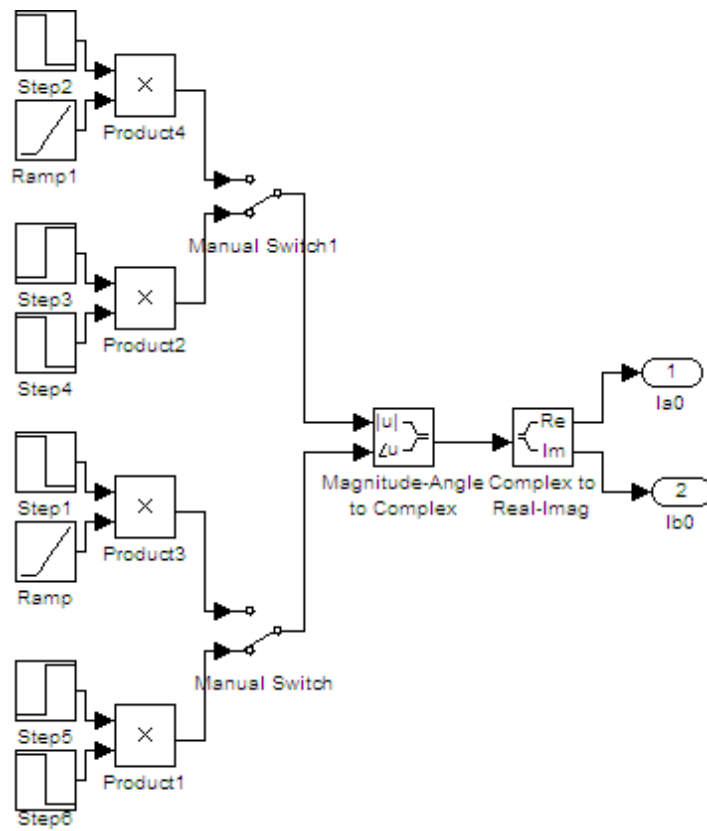 Step2
×
Product4
Ramp1
Manual Switch1
Step3
×
Product2
Step4
1
Ia0
|u|
∠u
Re
Im
Magnitude-Angle
to Complex
Complex to
Real-Imag
2
Ib0
Step1
×
Product3
Ramp
Manual Switch
Step5
×
Product1
Step6